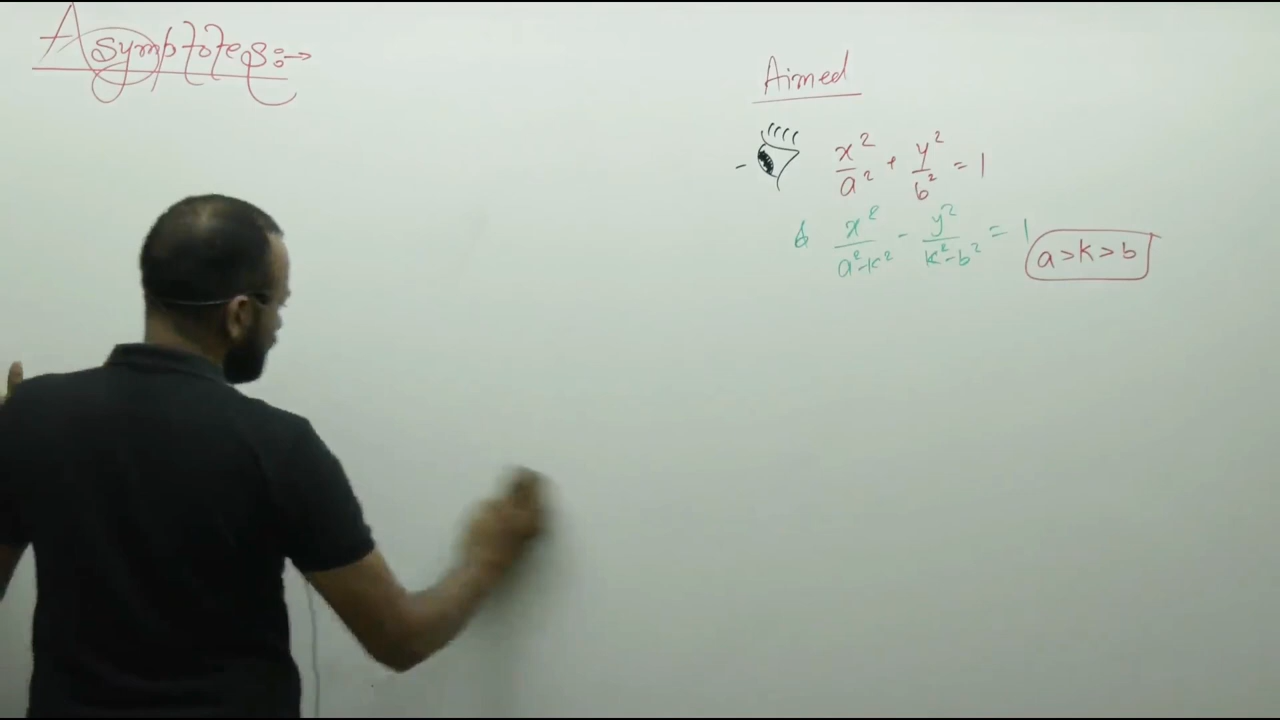 Asymptotes:→
Aimed
x²/a² + y²/b² = 1
& x²/a²-k² - y²/k²-b² = 1
a>k>b